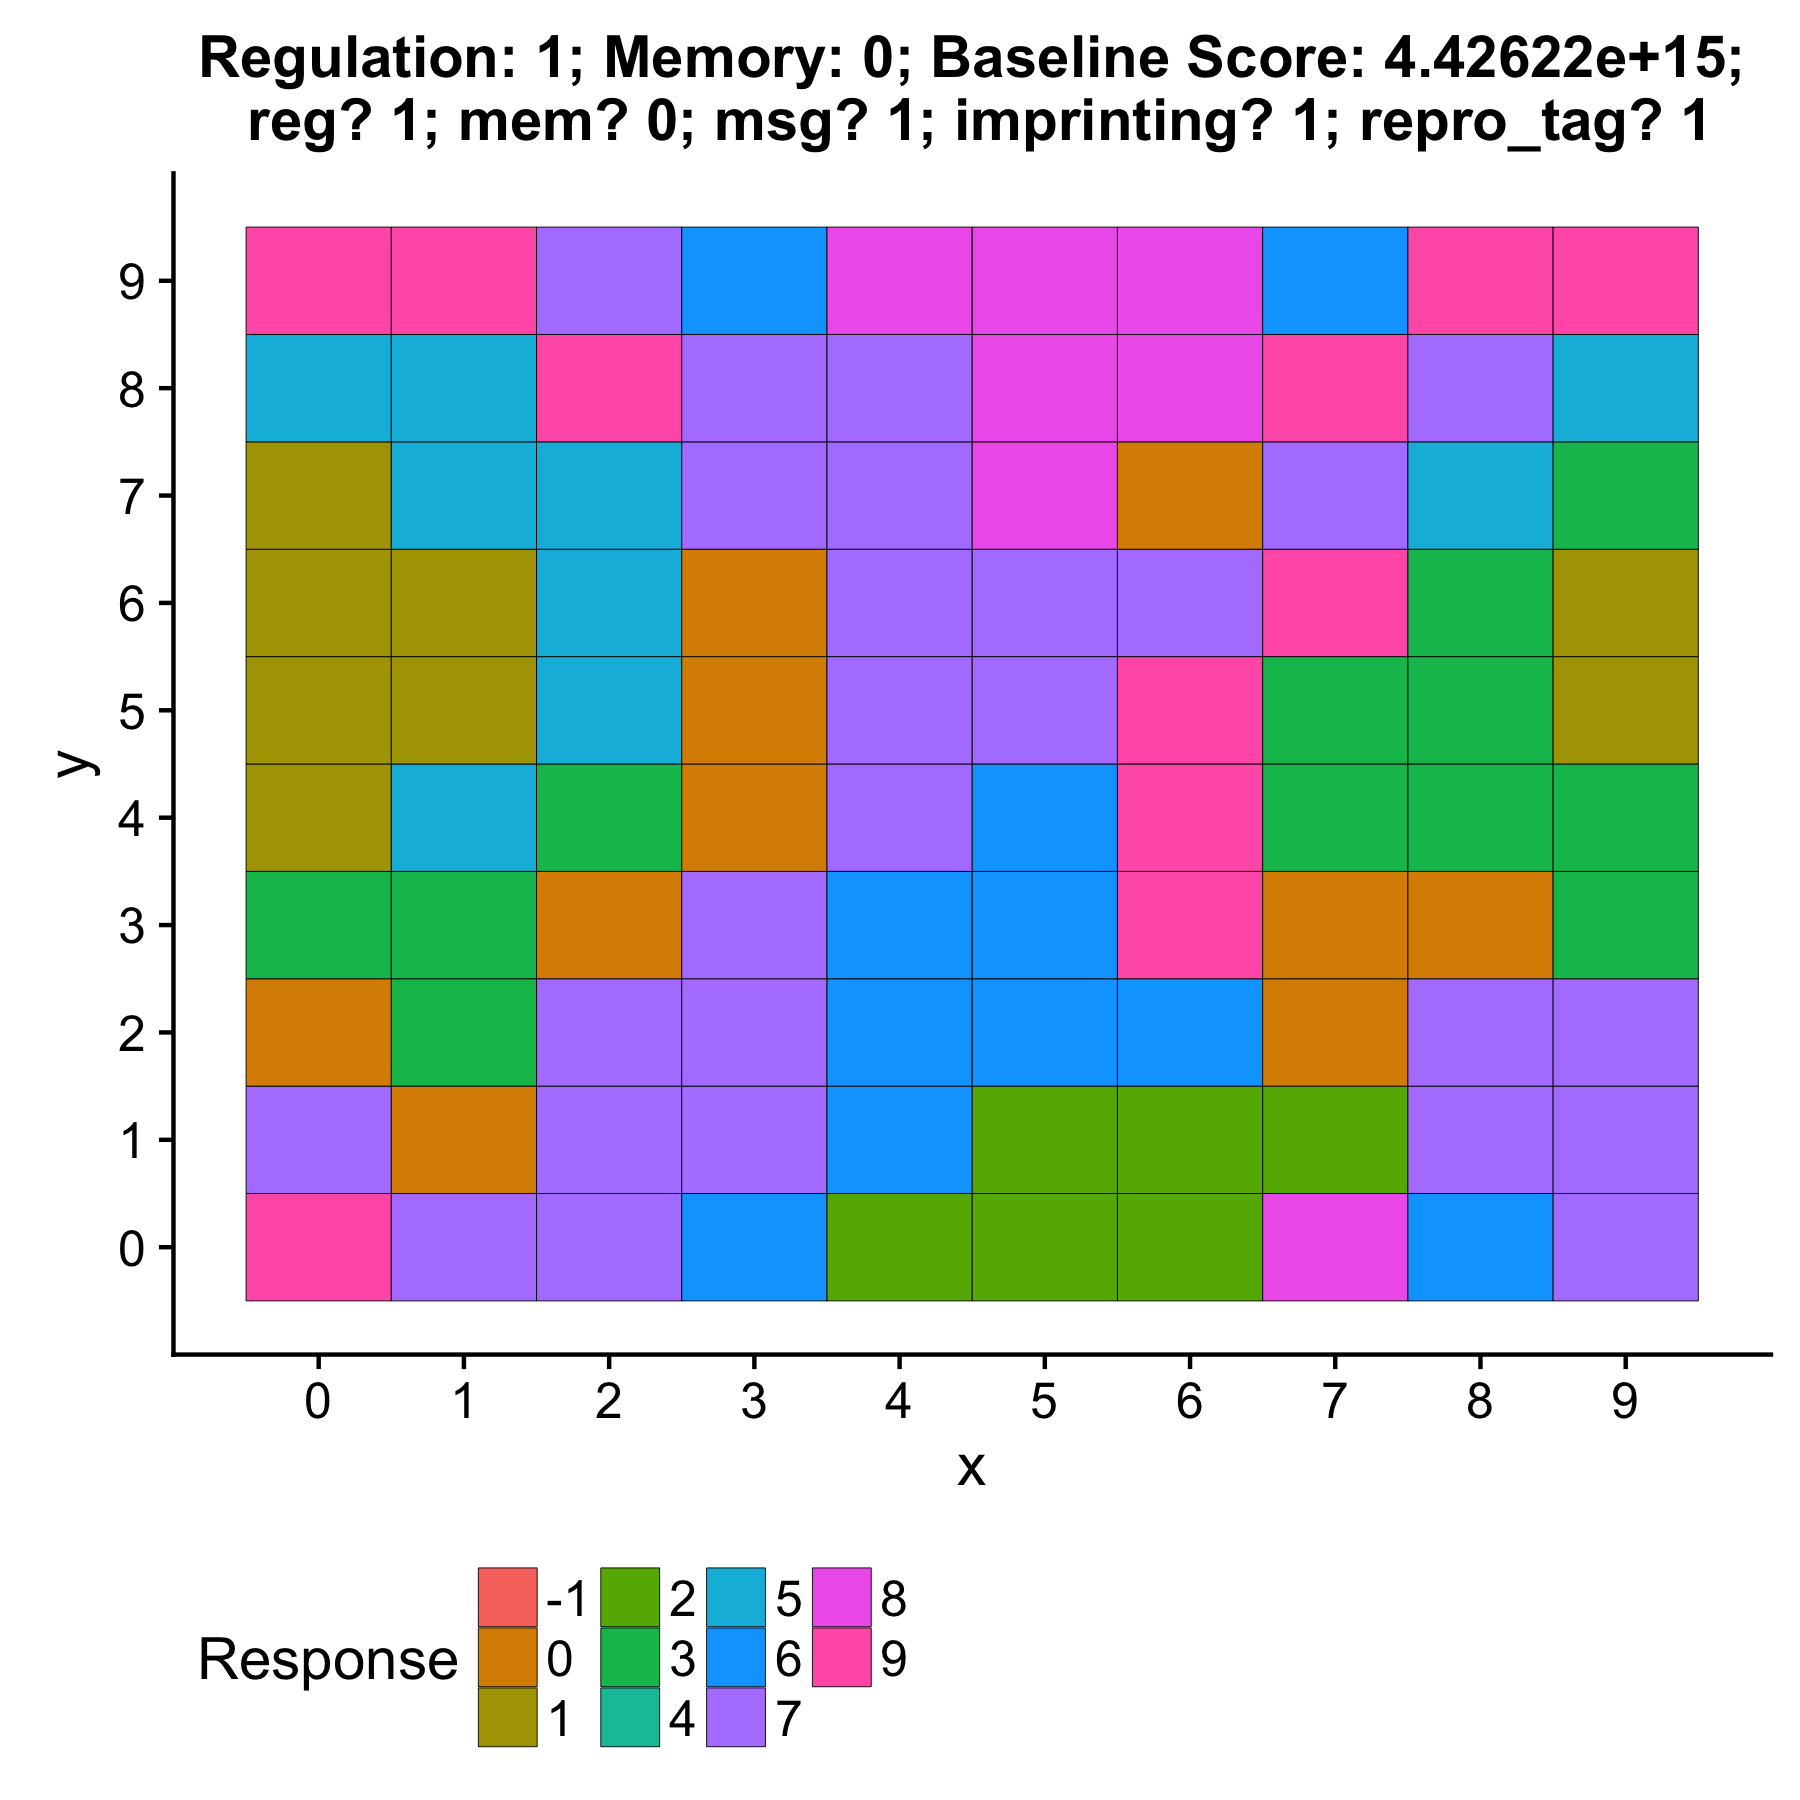 Regulation: 1; Memory: 0; Baseline Score: 4.42622e+15;
reg? 1; mem? 0; msg? 1; imprinting? 1; repro_tag? 1
9
8
7
6
5
4
3
2
1
0
y
0 1 2 3 4 5 6 7 8 9
x
Response
-1 2 5 8
0 3 6 9
1 4 7